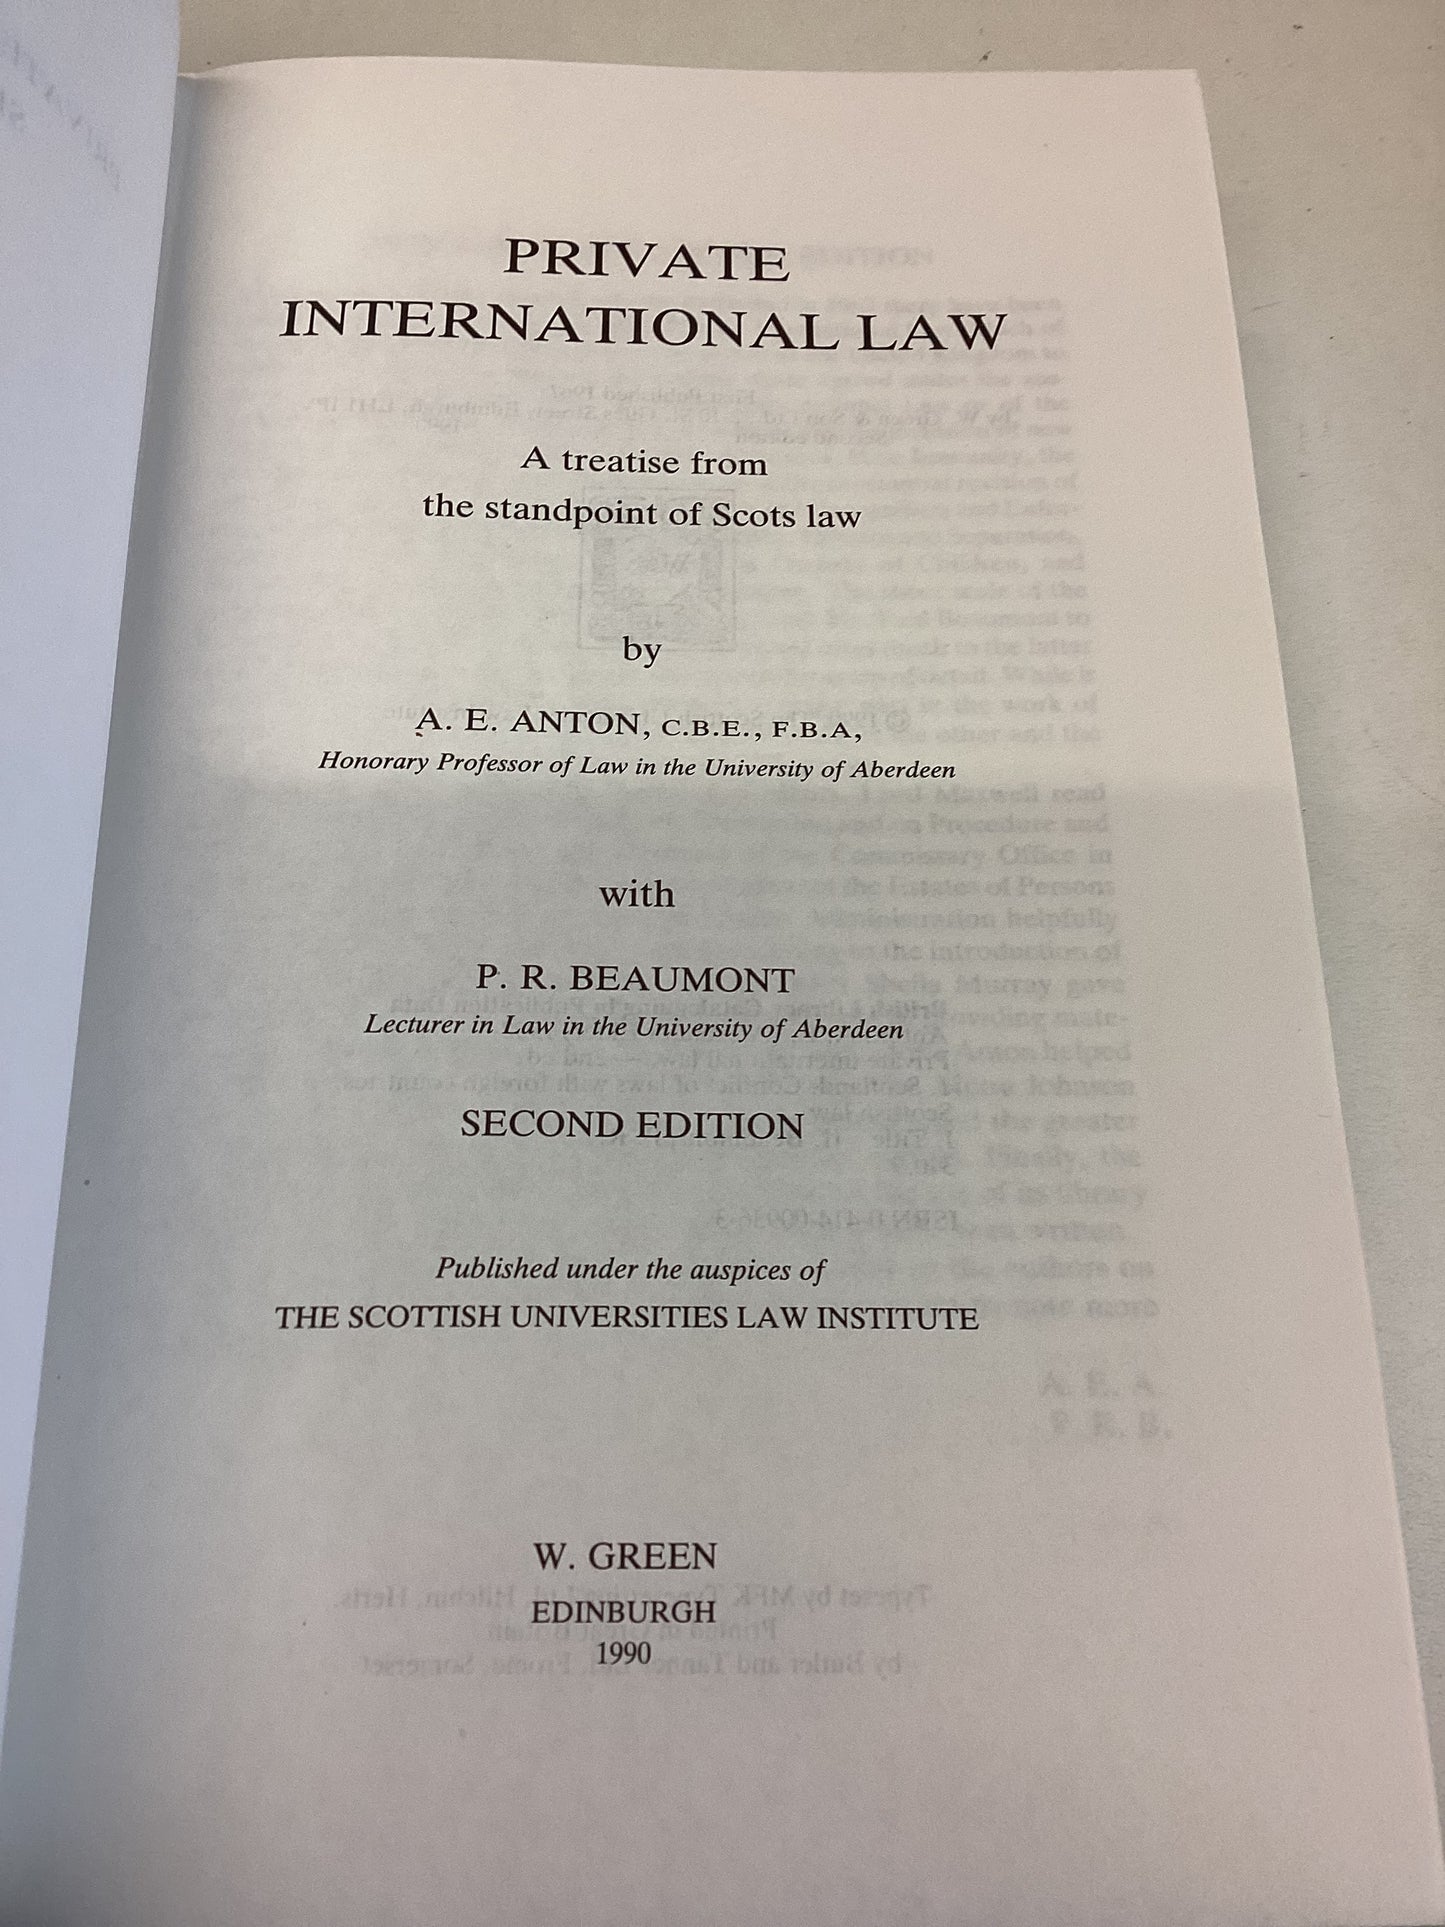 PRIVATE
INTERNATIONAL LAW
A treatise from
the standpoint of Scots law
by
A. E. ANTON, C.B.E., F.B.A,
Honorary Professor of Law in the University of Aberdeen
with
P. R. BEAUMONT
Lecturer in Law in the University of Aberdeen
SECOND EDITION
Published under the auspices of
THE SCOTTISH UNIVERSITIES LAW INSTITUTE
W. GREEN
EDINBURGH
1990